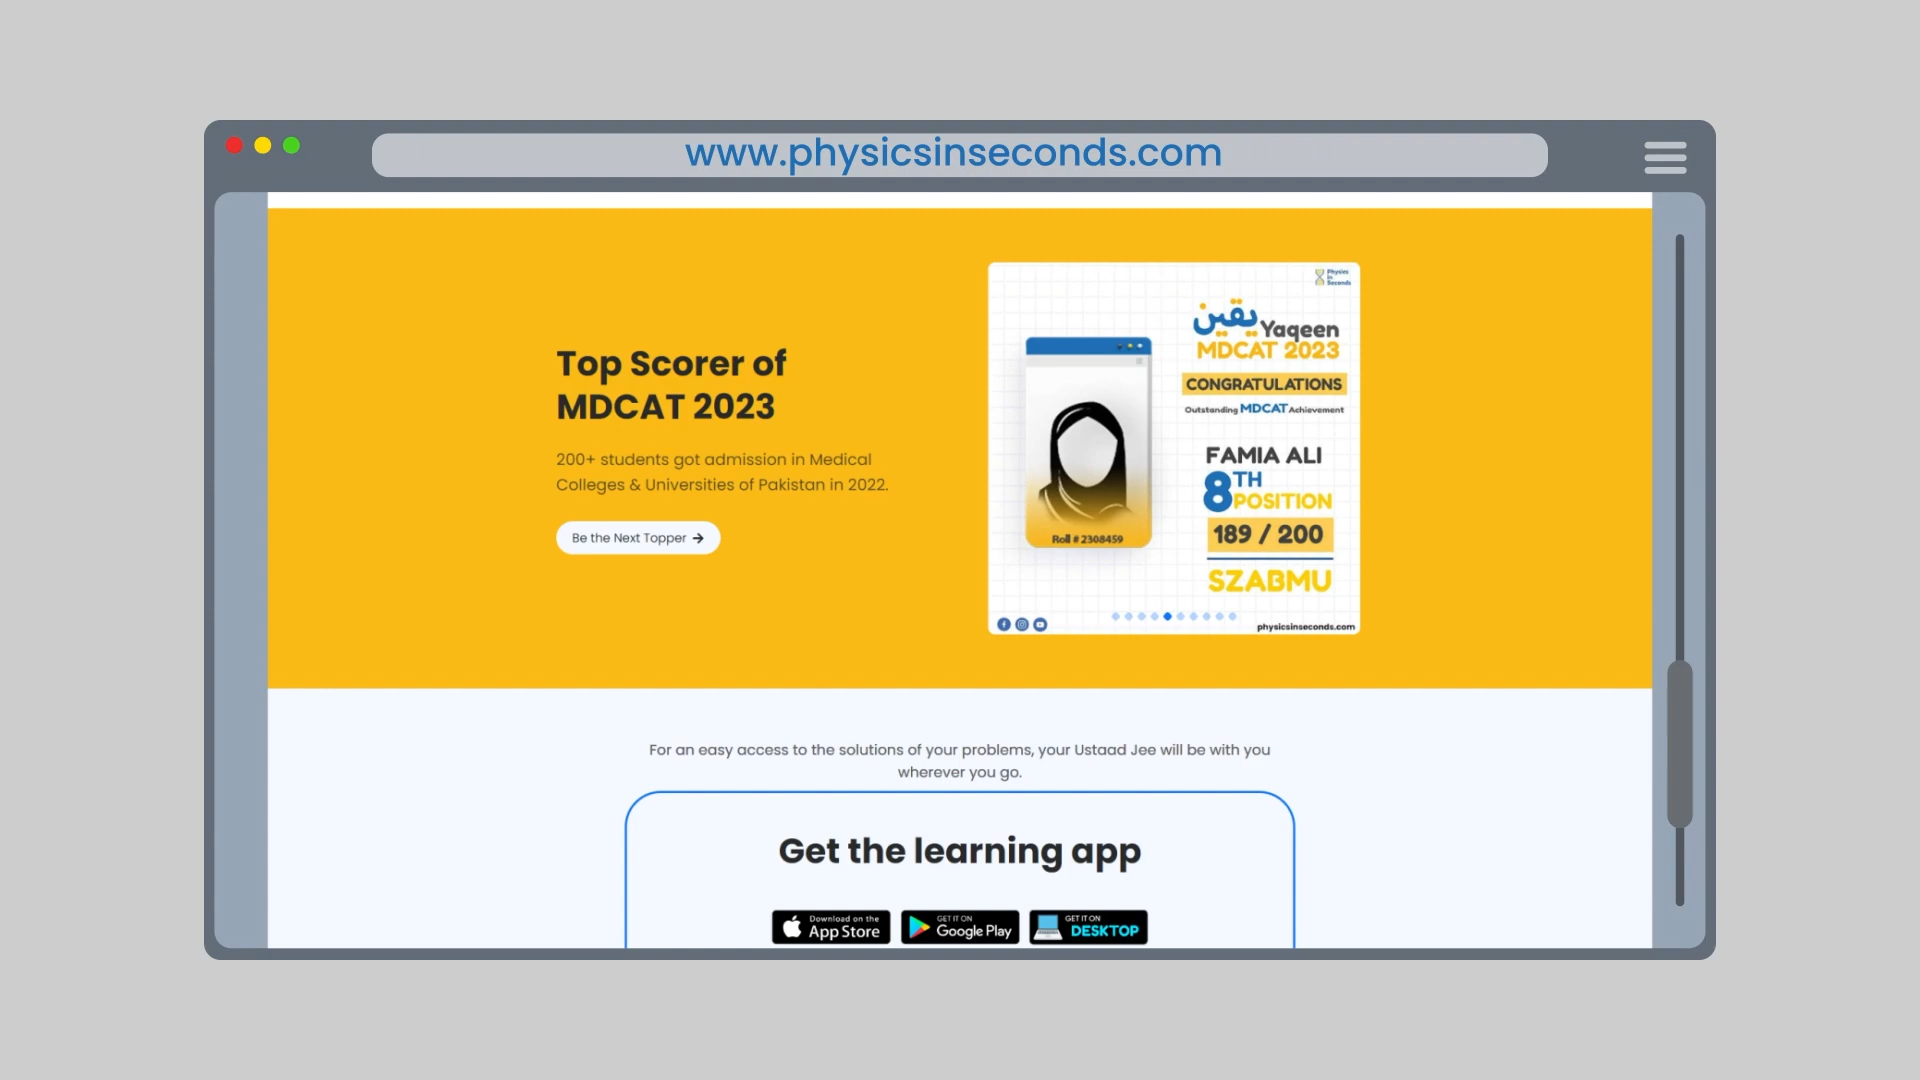 www.physicsinseconds.com
Top Scorer of
MDCAT 2023
200+ students got admission in Medical
Colleges & Universities of Pakistan in 2022.
Be the Next Topper
Physics
in
Seconds
يقين Yaqeen
MDCAT 2023
CONGRATULATIONS
Outstanding MDCAT Achievement
FAMIA ALI
8TH
POSITION
189 / 200
SZABMU
Roll # 2308459
physicsinseconds.com
For an easy access to the solutions of your problems, your Ustaad Jee will be with you
wherever you go.
Get the learning app
Download on the
App Store
GET IT ON
Google Play
GET IT ON
DESKTOP